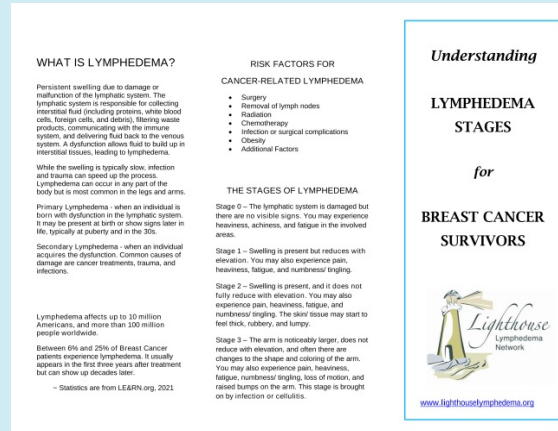 WHAT IS LYMPHEDEMA?
Persistent swelling due to damage or
malfunction of the lymphatic system. The
lymphatic system is responsible for collecting
interstitial fluid (including proteins, white blood
cells, foreign cells, and debris), filtering waste
products, communicating with the immune
system, and delivering fluid back to the venous
system. A dysfunction allows fluid to build up in
interstitial tissues, leading to lymphedema.
While the swelling is typically slow, infection
and trauma can speed up the process.
Lymphedema can occur in any part of the
body but is most common in the legs and arms.
Primary Lymphedema - when an individual is
born with dysfunction in the lymphatic system.
It may be present at birth or show signs later in
life, typically at puberty and in the 30s.
Secondary Lymphedema - when an individual
acquires the dysfunction. Common causes of
damage are cancer treatments, trauma, and
infections.
Lymphedema affects up to 10 million
Americans, and more than 100 million
people worldwide.
Between 6% and 25% of Breast Cancer
patients experience lymphedema. It usually
appears in the first three years after treatment
but can show up decades later.
~ Statistics are from LE&RN.org, 2021
RISK FACTORS FOR
CANCER-RELATED LYMPHEDEMA
• Surgery
• Removal of lymph nodes
• Radiation
• Chemotherapy
• Infection or surgical complications
• Obesity
• Additional Factors
THE STAGES OF LYMPHEDEMA
Stage 0 – The lymphatic system is damaged but
there are no visible signs. You may experience
heaviness, achiness, and fatigue in the involved
areas.
Stage 1 – Swelling is present but reduces with
elevation. You may also experience pain,
heaviness, fatigue, and numbness/ tingling.
Stage 2 – Swelling is present, and it does not
fully reduce with elevation. You may also
experience pain, heaviness, fatigue, and
numbness/ tingling. The skin/ tissue may start to
feel thick, rubbery, and lumpy.
Stage 3 – The arm is noticeably larger, does not
reduce with elevation, and often there are
changes to the shape and coloring of the arm.
You may also experience pain, heaviness,
fatigue, numbness/ tingling, loss of motion, and
raised bumps on the arm. This stage is brought
on by infection or cellulitis.
Understanding
LYMPHEDEMA
STAGES
for
BREAST CANCER
SURVIVORS
Lighthouse
Lymphedema
Network
www.lighthouselymphedema.org